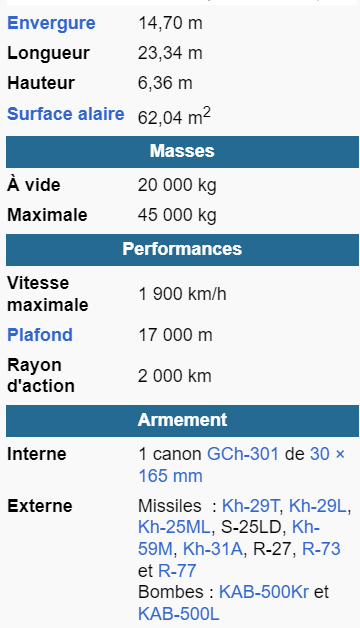 Envergure 14,70 m
Longueur 23,34 m
Hauteur 6,36 m
Surface alaire 62,04 m²
Masses
À vide 20 000 kg
Maximale 45 000 kg
Performances
Vitesse
maximale 1 900 km/h
Plafond 17 000 m
Rayon
d'action 2 000 km
Armement
Interne 1 canon GCh-301 de 30 ×
165 mm
Externe Missiles : Kh-29T, Kh-29L,
Kh-25ML, S-25LD, Kh-
59M, Kh-31A, R-27, R-73
et R-77
Bombes : KAB-500Kr et
KAB-500L